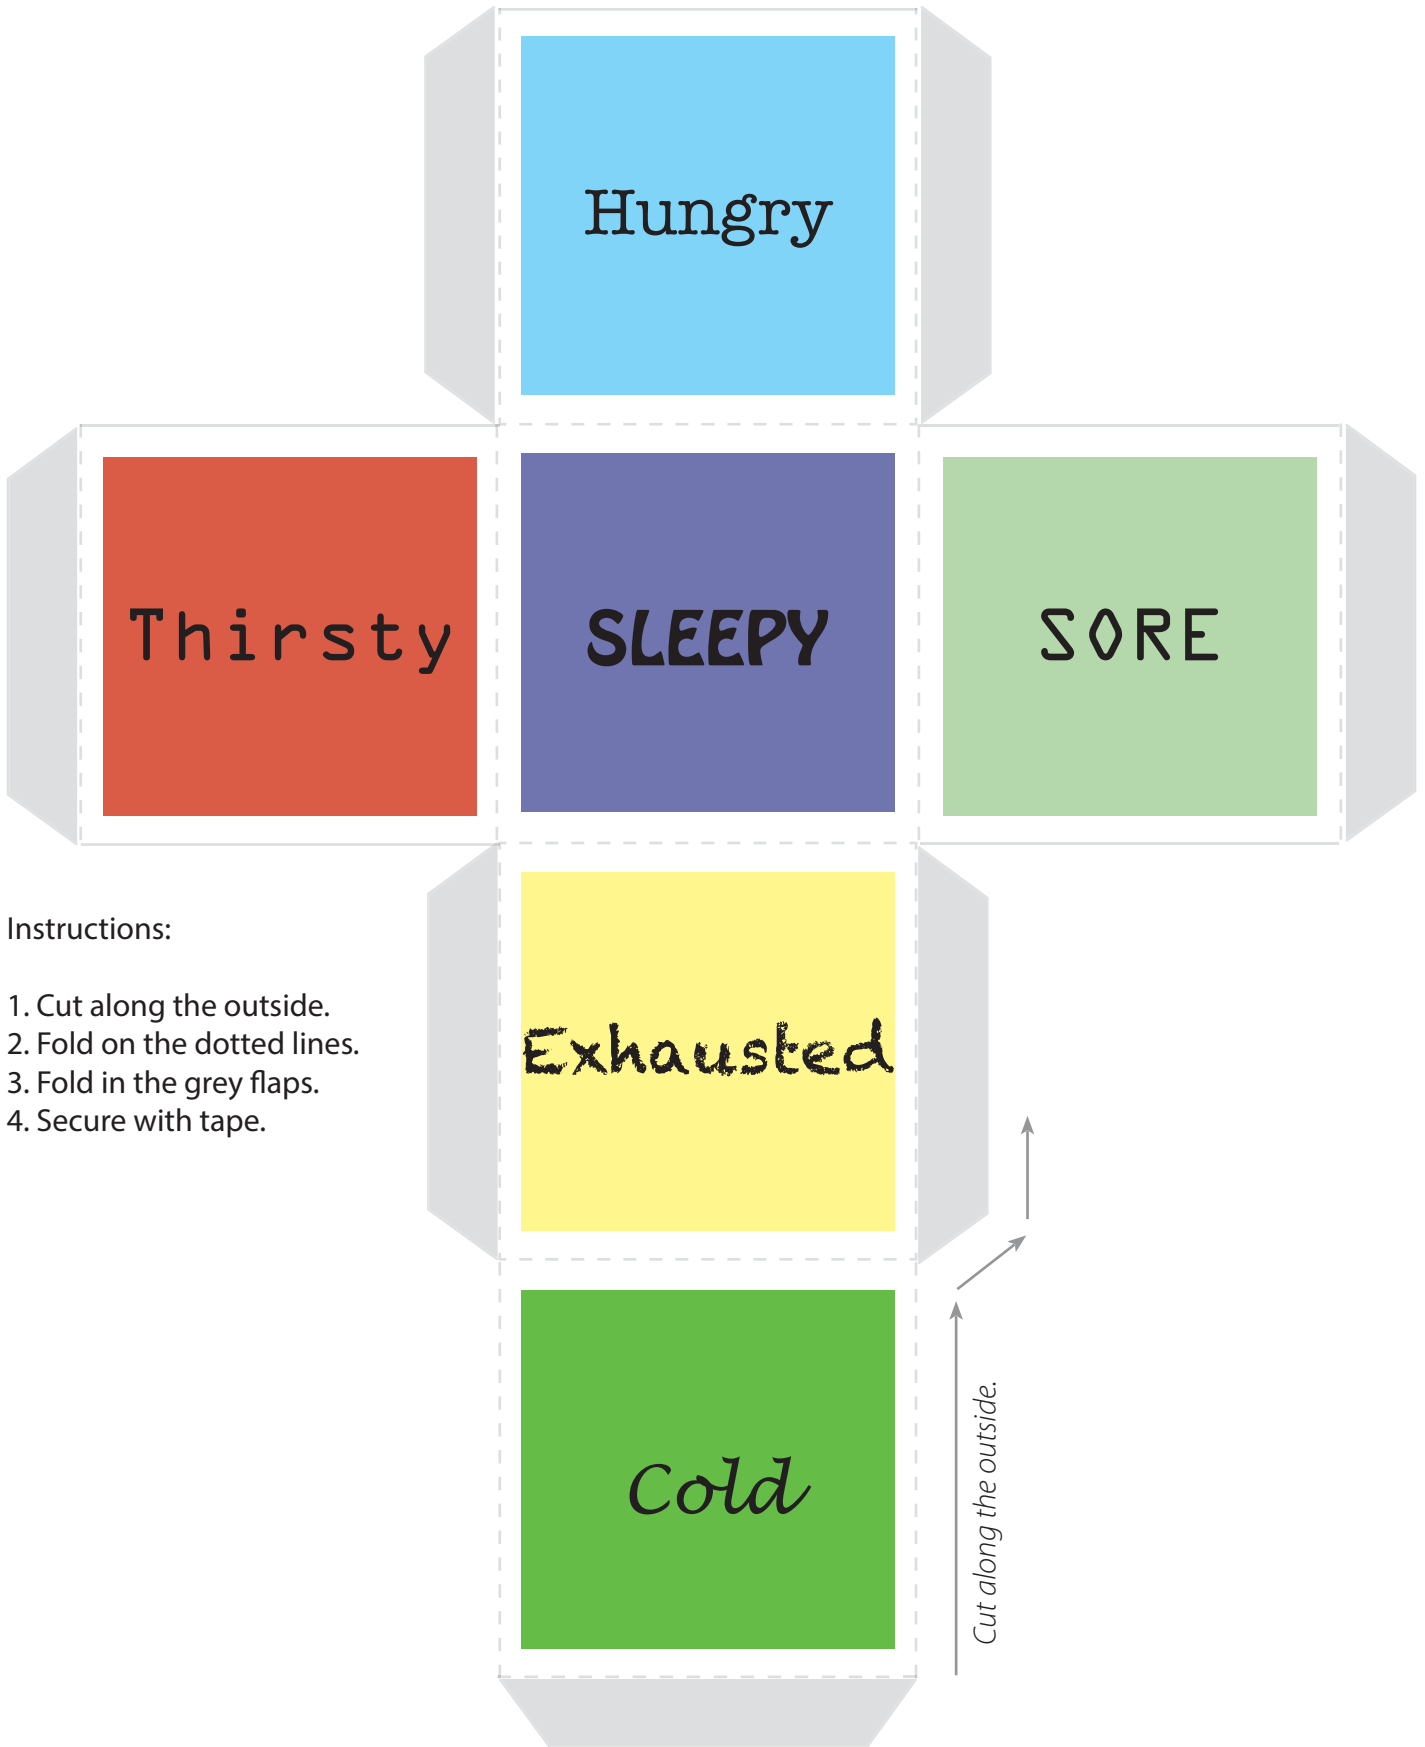 Hungry
Thirsty
SLEEPY
SORE
Instructions:
1. Cut along the outside.
2. Fold on the dotted lines.
3. Fold in the grey flaps.
4. Secure with tape.
Exhausted
Cold
Cut along the outside.